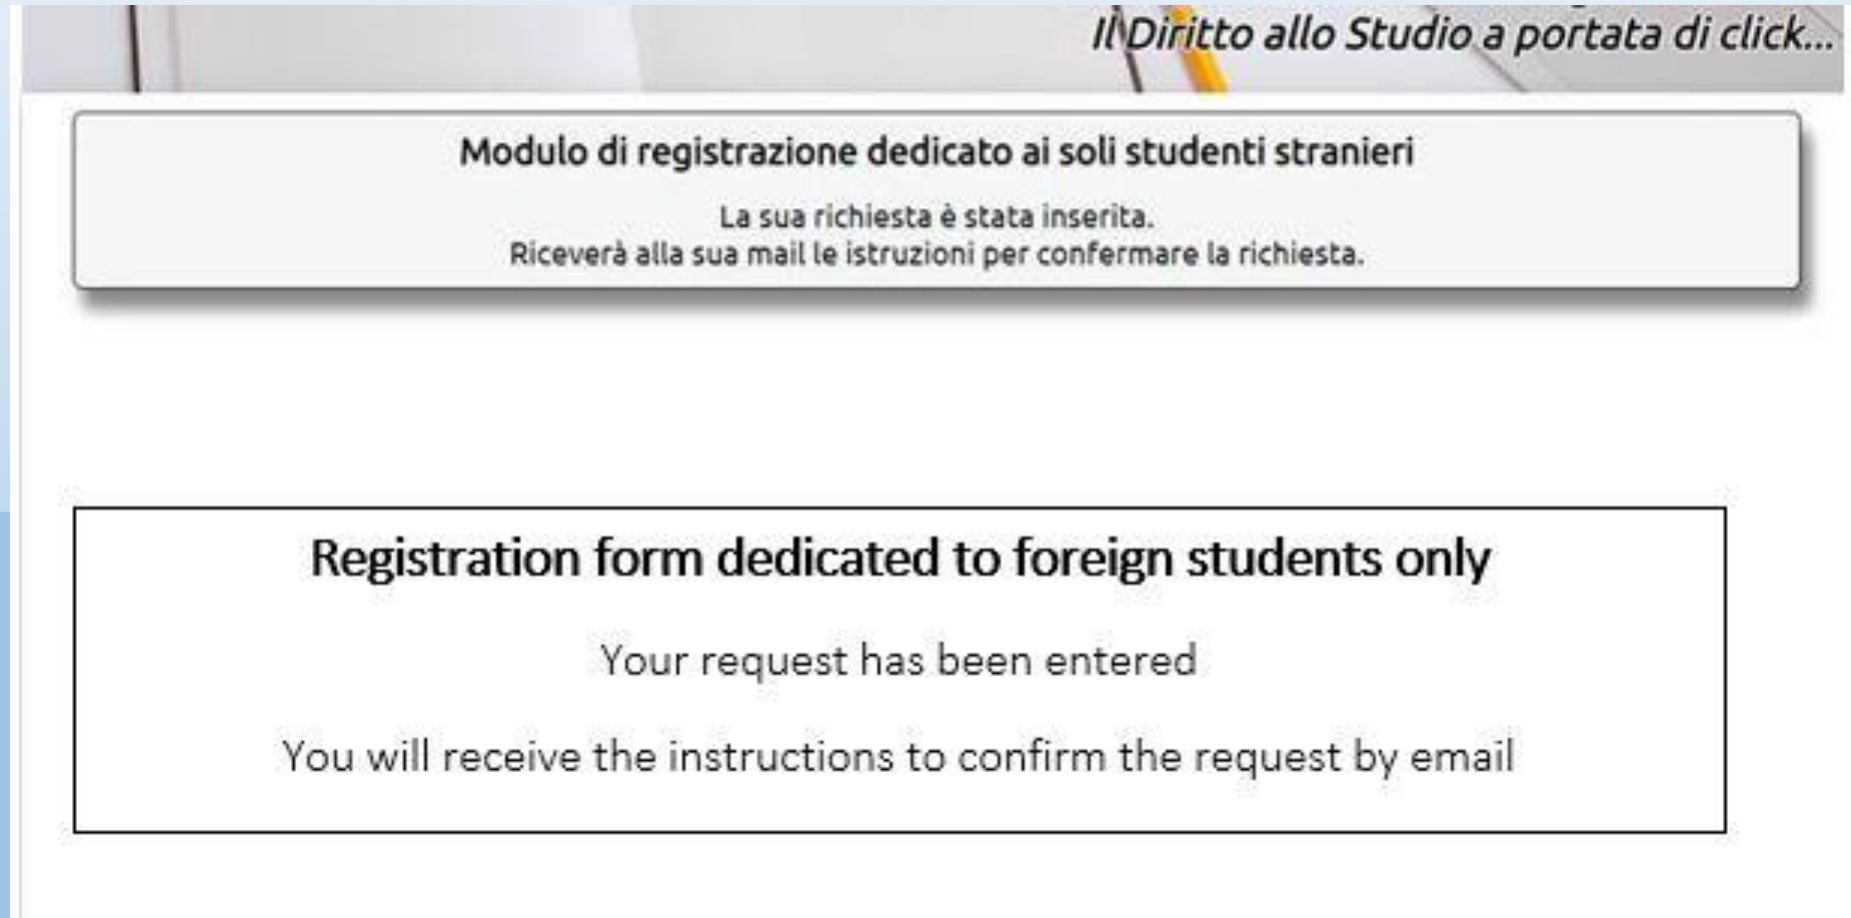 Il Diritto allo Studio a portata di click...
Modulo di registrazione dedicato ai soli studenti stranieri
La sua richiesta è stata inserita.
Riceverà alla sua mail le istruzioni per confermare la richiesta.
Registration form dedicated to foreign students only
Your request has been entered
You will receive the instructions to confirm the request by email